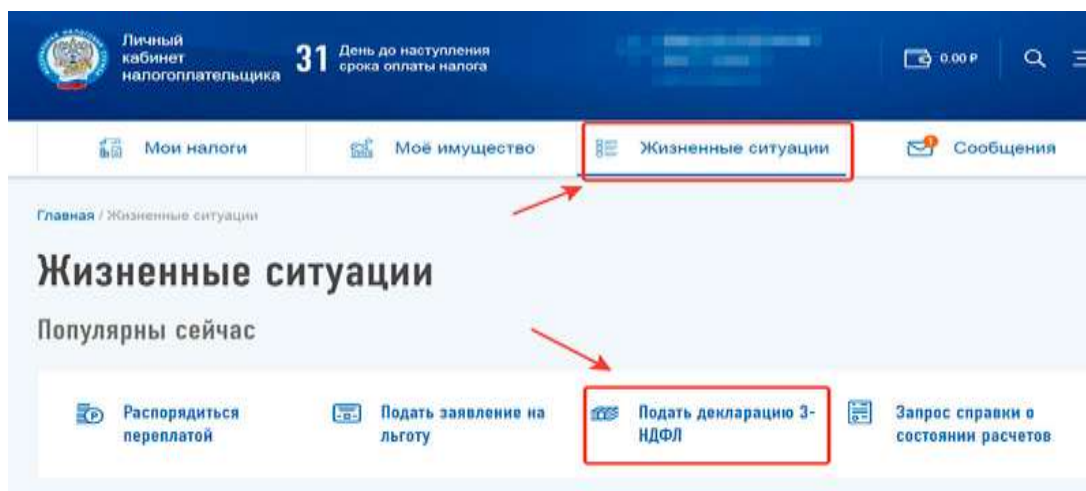 Личный
кабинет
налогоплательщика
31 День до наступления
срока оплаты налога
0.00 ₽
Мои налоги
Моё имущество
Жизненные ситуации
Сообщения
Главная / Жизненные ситуации
Жизненные ситуации
Популярны сейчас
Распорядиться
переплатой
Подать заявление на
льготу
Подать декларацию 3-
НДФЛ
Запрос справки о
состоянии расчетов